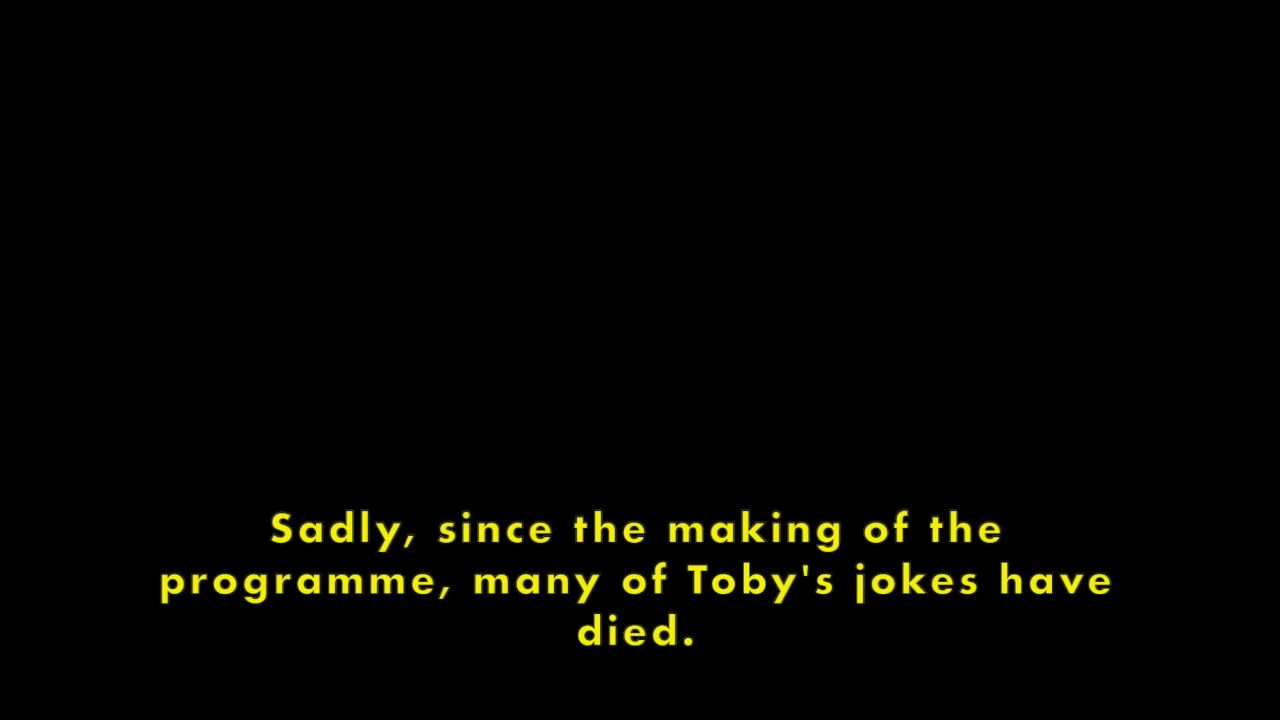 Sadly, since the making of the
programme, many of Toby's jokes have
died.